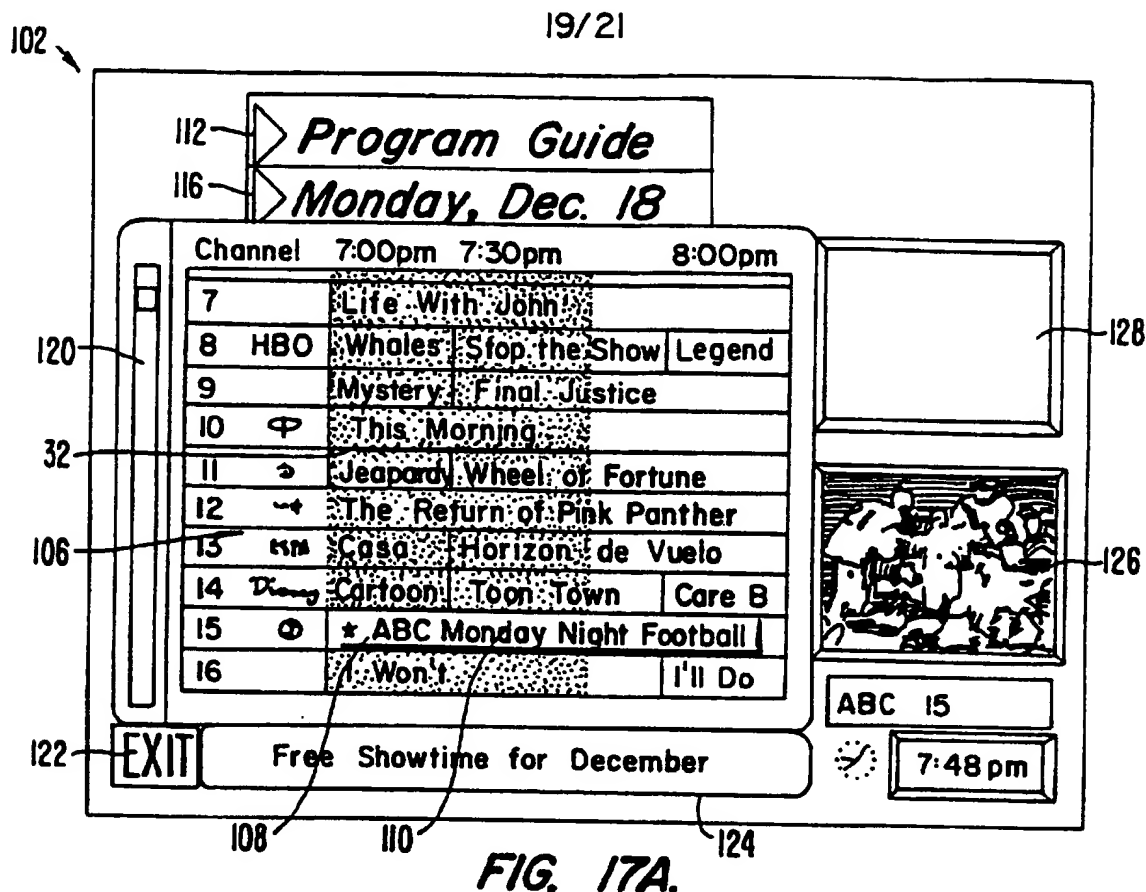 19/21
102
112
Program Guide
116
Monday, Dec. 18
Channel 7:00pm 7:30pm 8:00pm
7 Life With John
8 HBO Whales Stop the Show Legend
128
120
9 Mystery Final Justice
10 This Morning
32
11 Jeopardy Wheel of Fortune
12 The Return of Pink Panther
106
13 Casa Horizon de Vuelo
126
14 Disney Cartoon Toon Town Care B
15 * ABC Monday Night Football
16 I Won't I'll Do
ABC 15
122
EXIT
Free Showtime for December
7:48 pm
108 110 124
FIG. 17A.